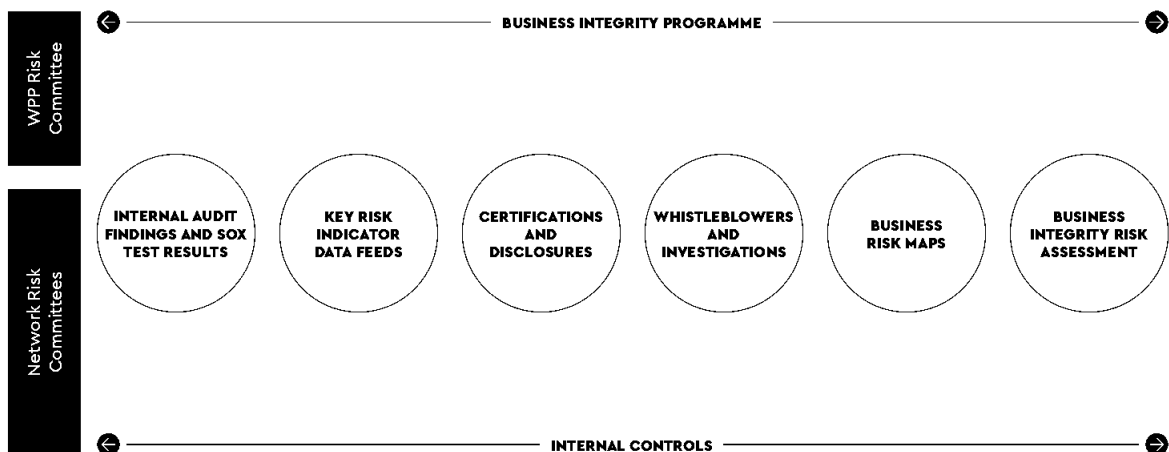 WPP Risk
Committee
BUSINESS INTEGRITY PROGRAMME
Network Risk
Committees
INTERNAL AUDIT
FINDINGS AND SOX
TEST RESULTS
KEY RISK
INDICATOR
DATA FEEDS
CERTIFICATIONS
AND
DISCLOSURES
WHISTLEBLOWERS
AND
INVESTIGATIONS
BUSINESS
RISK MAPS
BUSINESS
INTEGRITY RISK
ASSESSMENT
INTERNAL CONTROLS